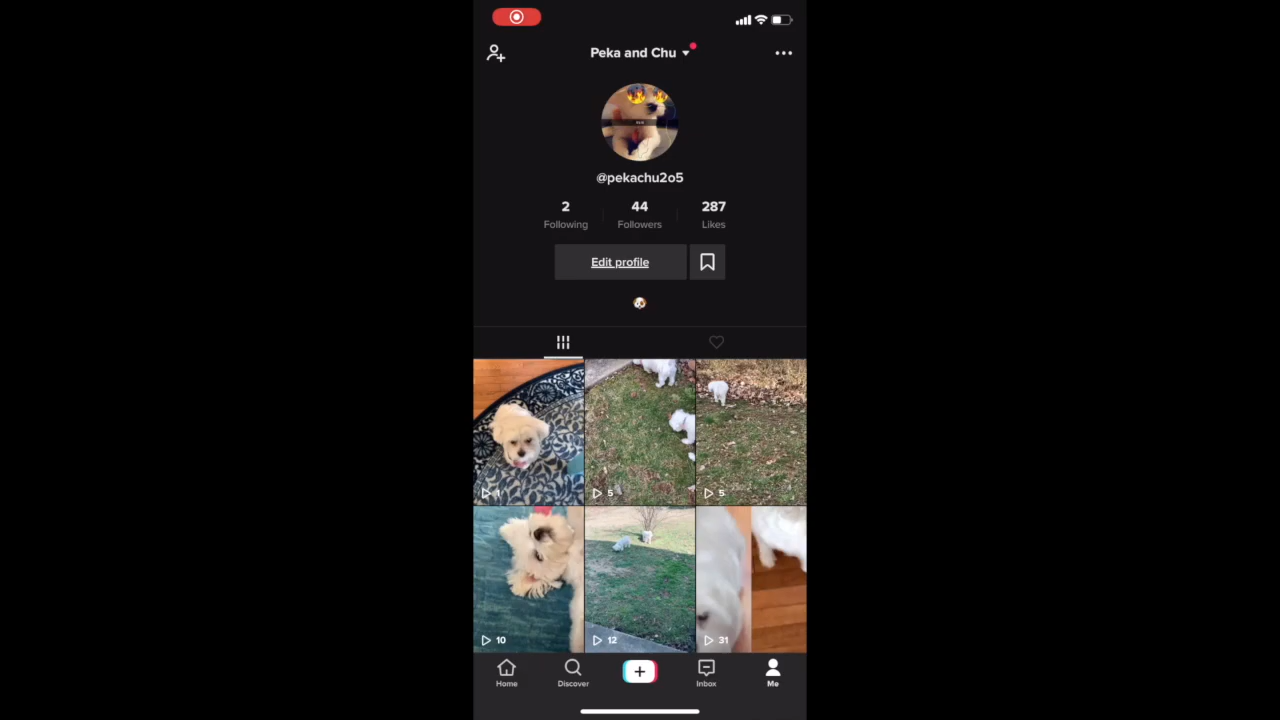 Peka and Chu
@pekachu2o5
2 44 287
Following Followers Likes
Edit profile
1 5 5
10 12 31
Home Discover Inbox Me